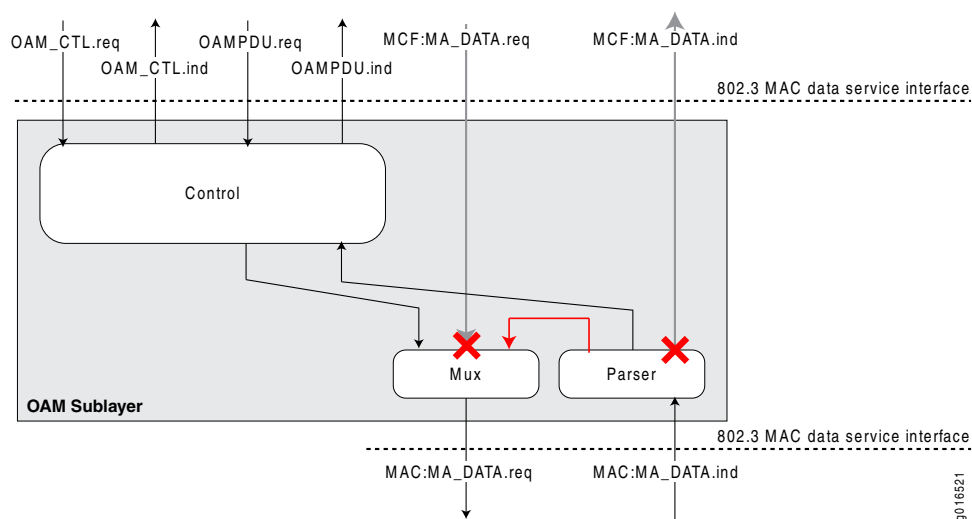 OAM_CTL.req
OAMPDU.req
MCF:MA_DATA.req
MCF:MA_DATA.ind
OAM_CTL.ind
OAMPDU.ind
802.3 MAC data service interface
Control
Mux
Parser
OAM Sublayer
802.3 MAC data service interface
MAC:MA_DATA.req
MAC:MA_DATA.ind
g016521